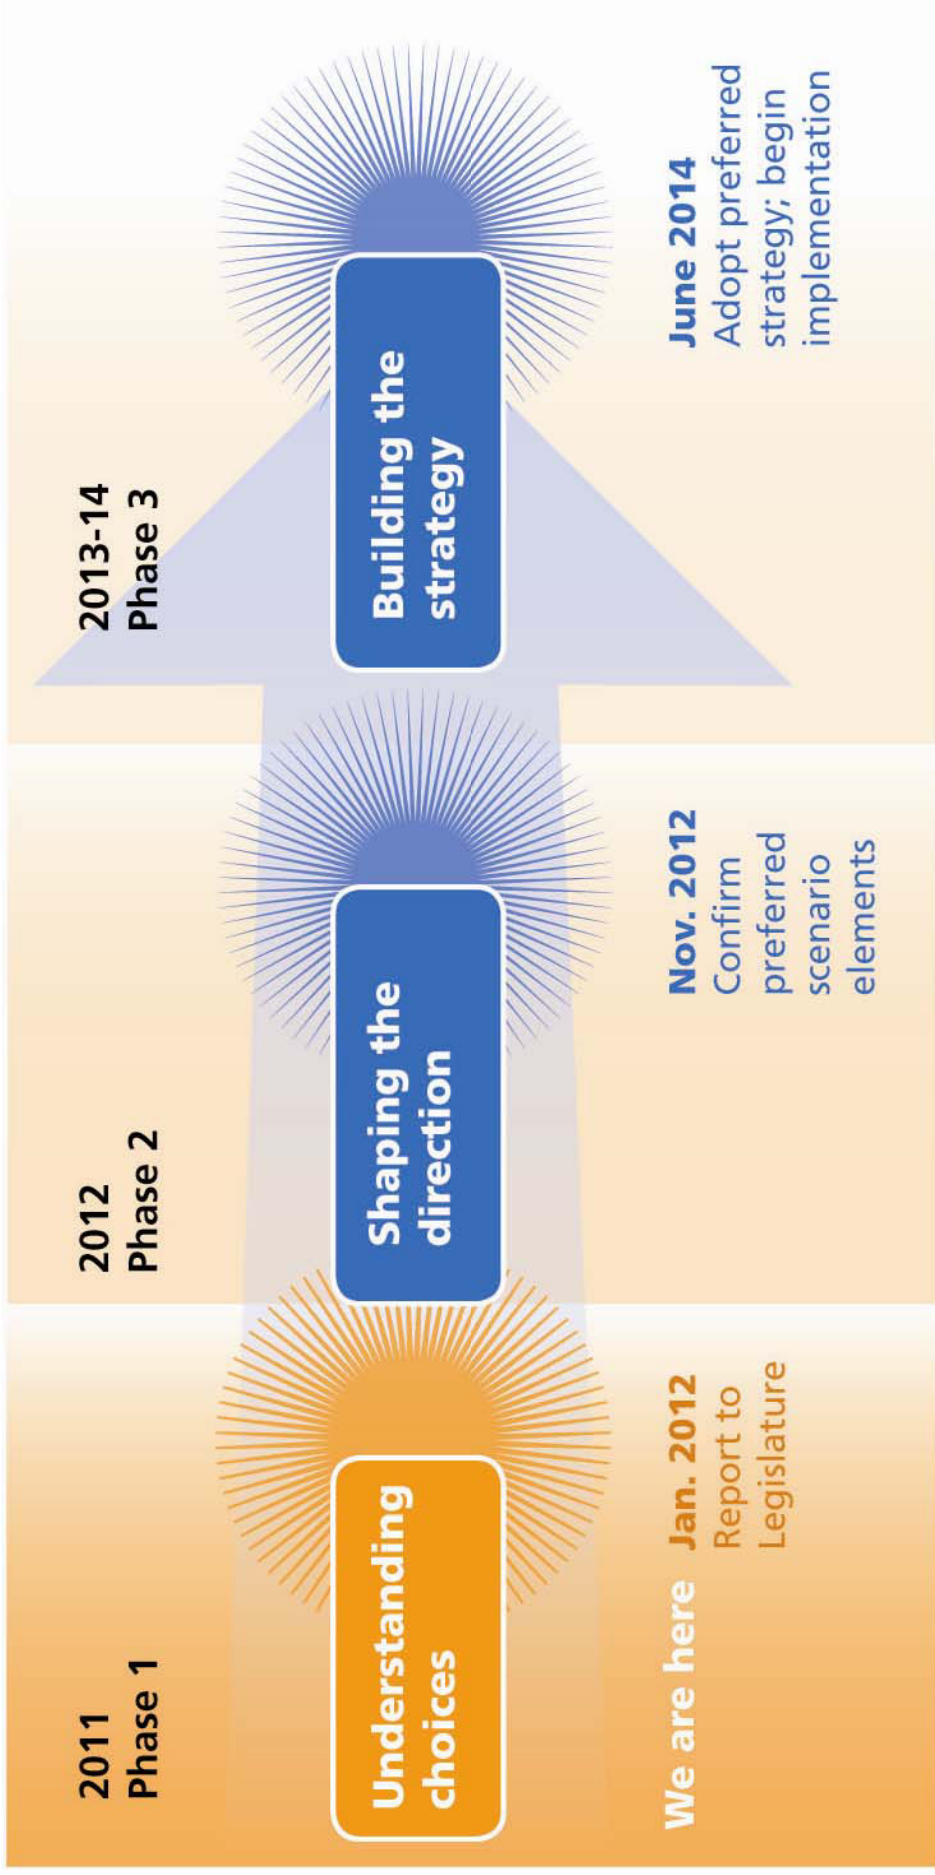 2011
Phase 1
Understanding
choices
We are here
Jan. 2012
Report to
Legislature
2012
Phase 2
Shaping the
direction
Nov. 2012
Confirm
preferred
scenario
elements
2013-14
Phase 3
Building the
strategy
June 2014
Adopt preferred
strategy; begin
implementation